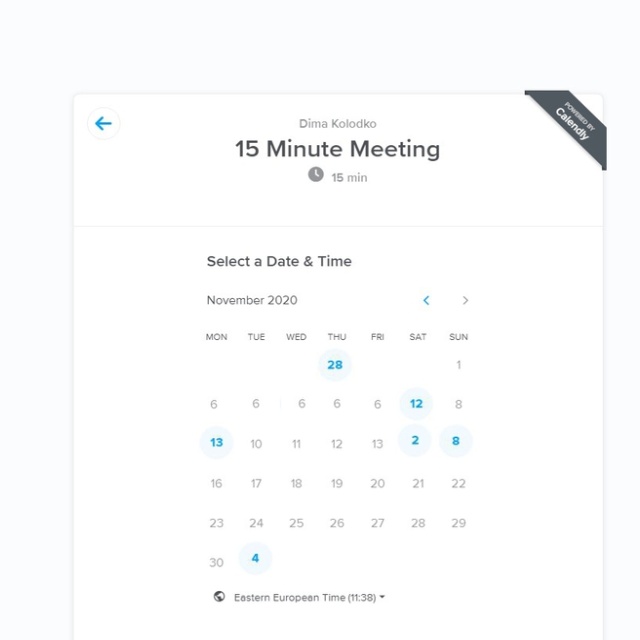 POWERED BY
Calendly
Dima Kolodko
15 Minute Meeting
15 min
Select a Date & Time
November 2020
MON TUE WED THU FRI SAT SUN
28 1
6 6 6 6 6 12 8
13 10 11 12 13 2 8
16 17 18 19 20 21 22
23 24 25 26 27 28 29
30 4
Eastern European Time (11:38)